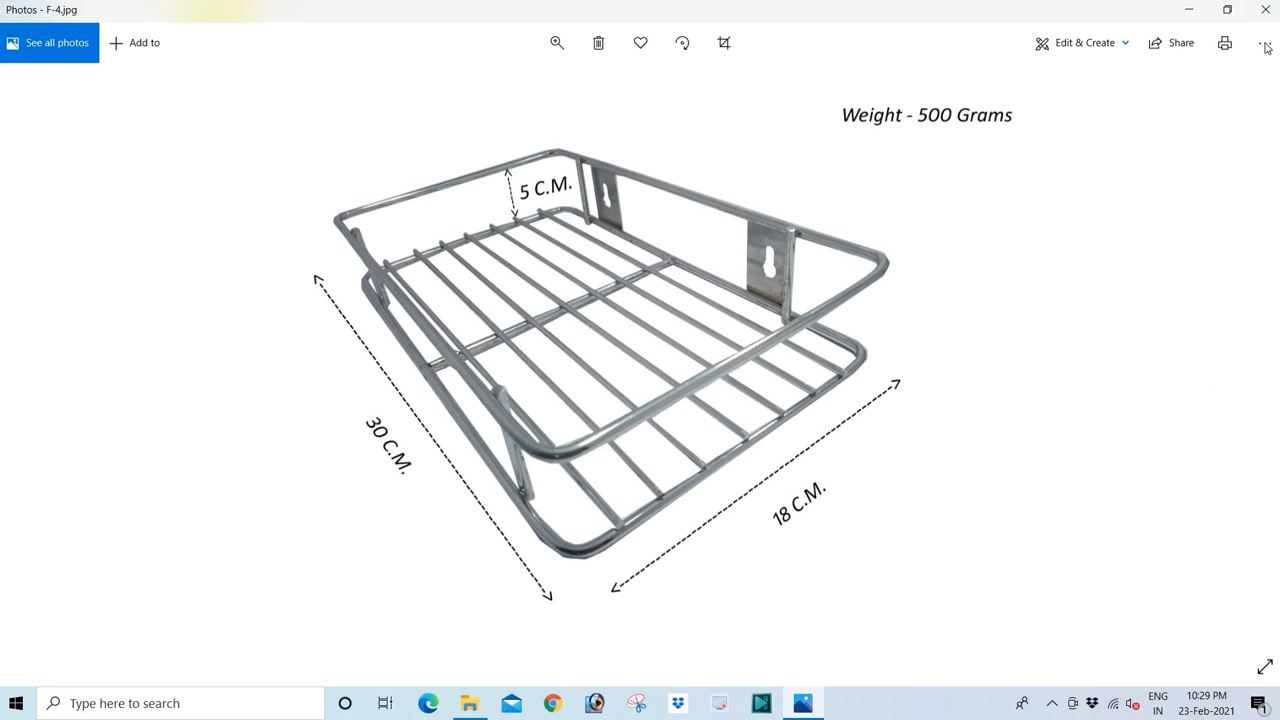 Photos - F-4.jpg
See all photos
Add to
Edit & Create
Share
Weight - 500 Grams
5 C.M.
30 C.M.
18 C.M.
Type here to search
ENG
IN
10:29 PM
23-Feb-2021
1